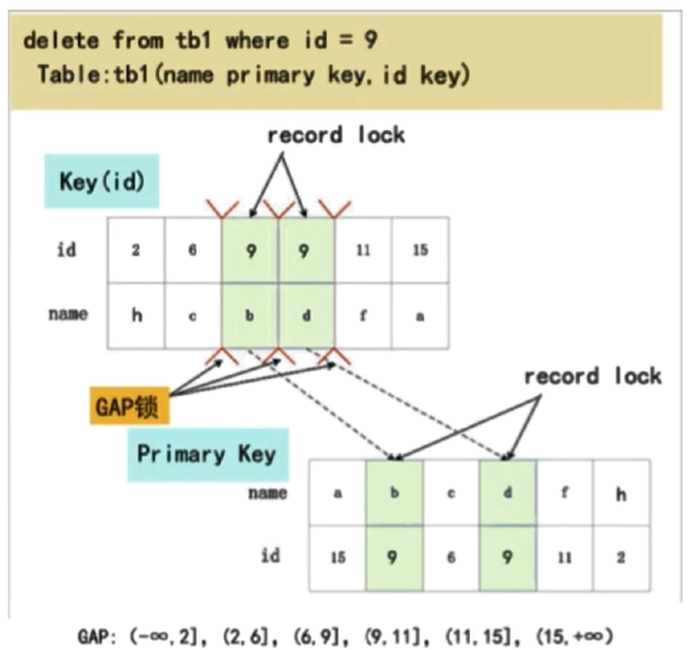 delete from tb1 where id = 9
Table:tb1(name primary key,id key)
record lock
Key(id)
id 2 6 9 9 11 15
name h c b d f a
record lock
GAP锁
Primary Key
name a b c d f h
id 15 9 6 9 11 2
GAP: (-∞,2], (2,6], (6,9], (9,11], (11,15], (15,+∞)